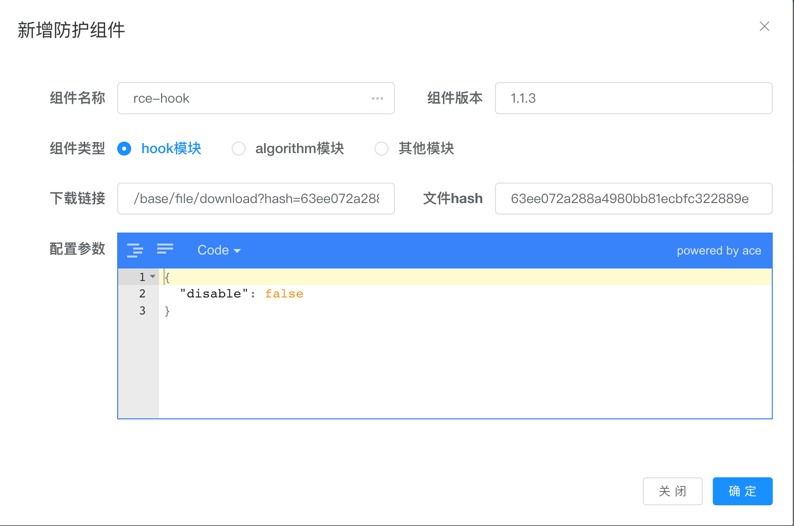 新增防护组件
组件名称 rce-hook 组件版本 1.1.3
组件类型 hook模块 algorithm模块 其他模块
下载链接 /base/file/download?hash=63ee072a28 文件hash 63ee072a288a4980bb81ecbfc322889e
配置参数 Code powered by ace
1 {
2 "disable": false
3 }
关 闭 确 定